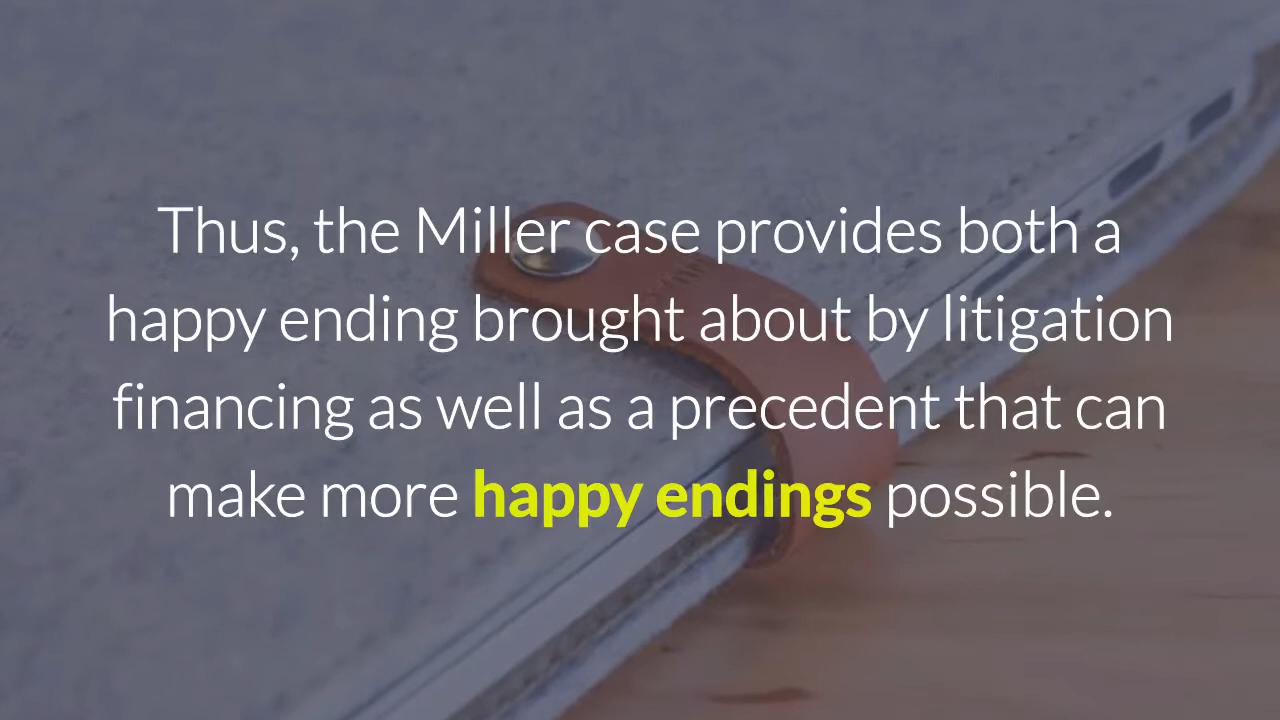 Thus, the Miller case provides both a
happy ending brought about by litigation
financing as well as a precedent that can
make more happy endings possible.